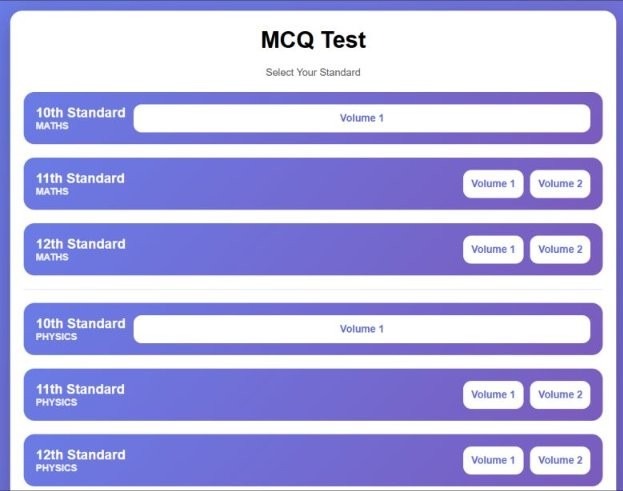 MCQ Test
Select Your Standard
10th Standard
MATHS
Volume 1
11th Standard
MATHS
Volume 1 Volume 2
12th Standard
MATHS
Volume 1 Volume 2
10th Standard
PHYSICS
Volume 1
11th Standard
PHYSICS
Volume 1 Volume 2
12th Standard
PHYSICS
Volume 1 Volume 2